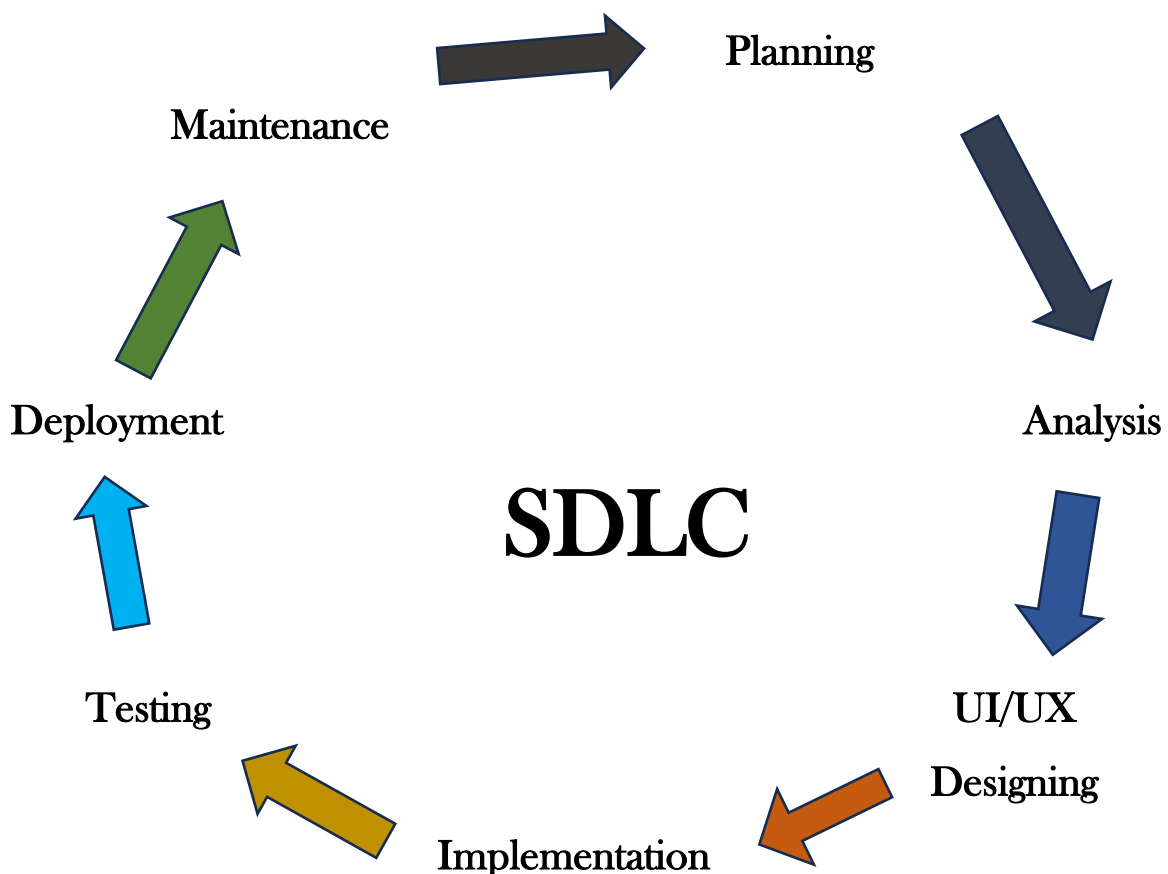 Planning
Maintenance
Deployment
Analysis
SDLC
Testing
UI/UX
Designing
Implementation